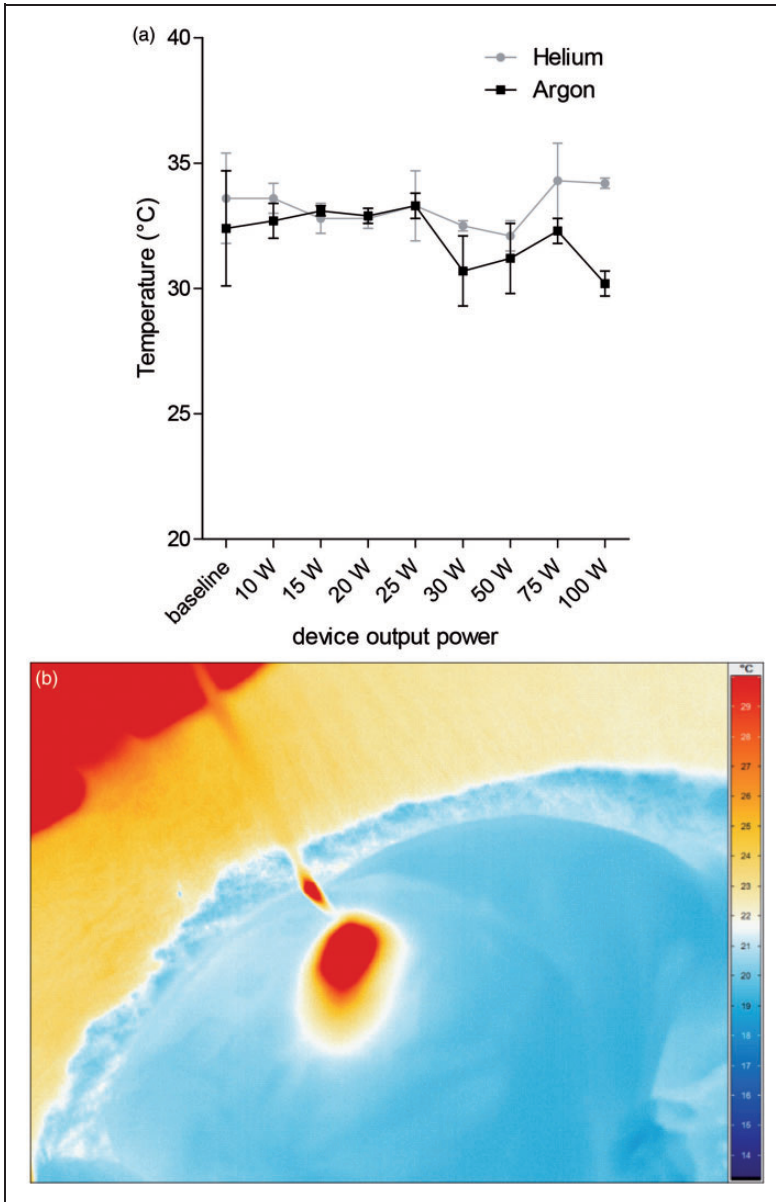 (a)
40
35
30
25
20
Temperature (°C)
Helium
Argon
baseline
10 W
15 W
20 W
25 W
30 W
50 W
75 W
100 W
device output power
(b)
°C
29
28
27
26
25
24
23
22
21
20
19
18
17
16
15
14